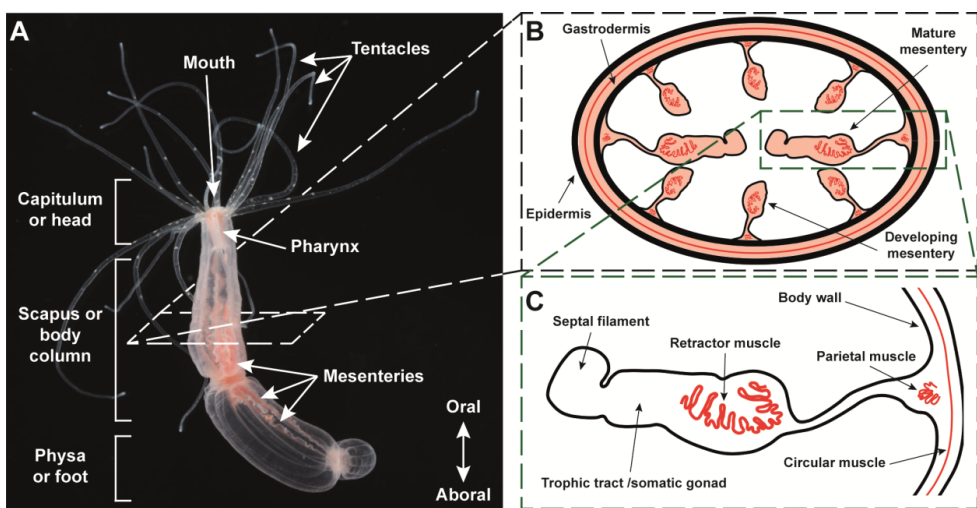 A
Mouth
Tentacles
Capitulum
or head
Pharynx
Scapus or
body
column
Mesenteries
Oral
Physa
or foot
Aboral
B
Gastrodermis
Mature
mesentery
Epidermis
Developing
mesentery
C
Body wall
Septal filament
Retractor muscle
Parietal muscle
Circular muscle
Trophic tract /somatic gonad